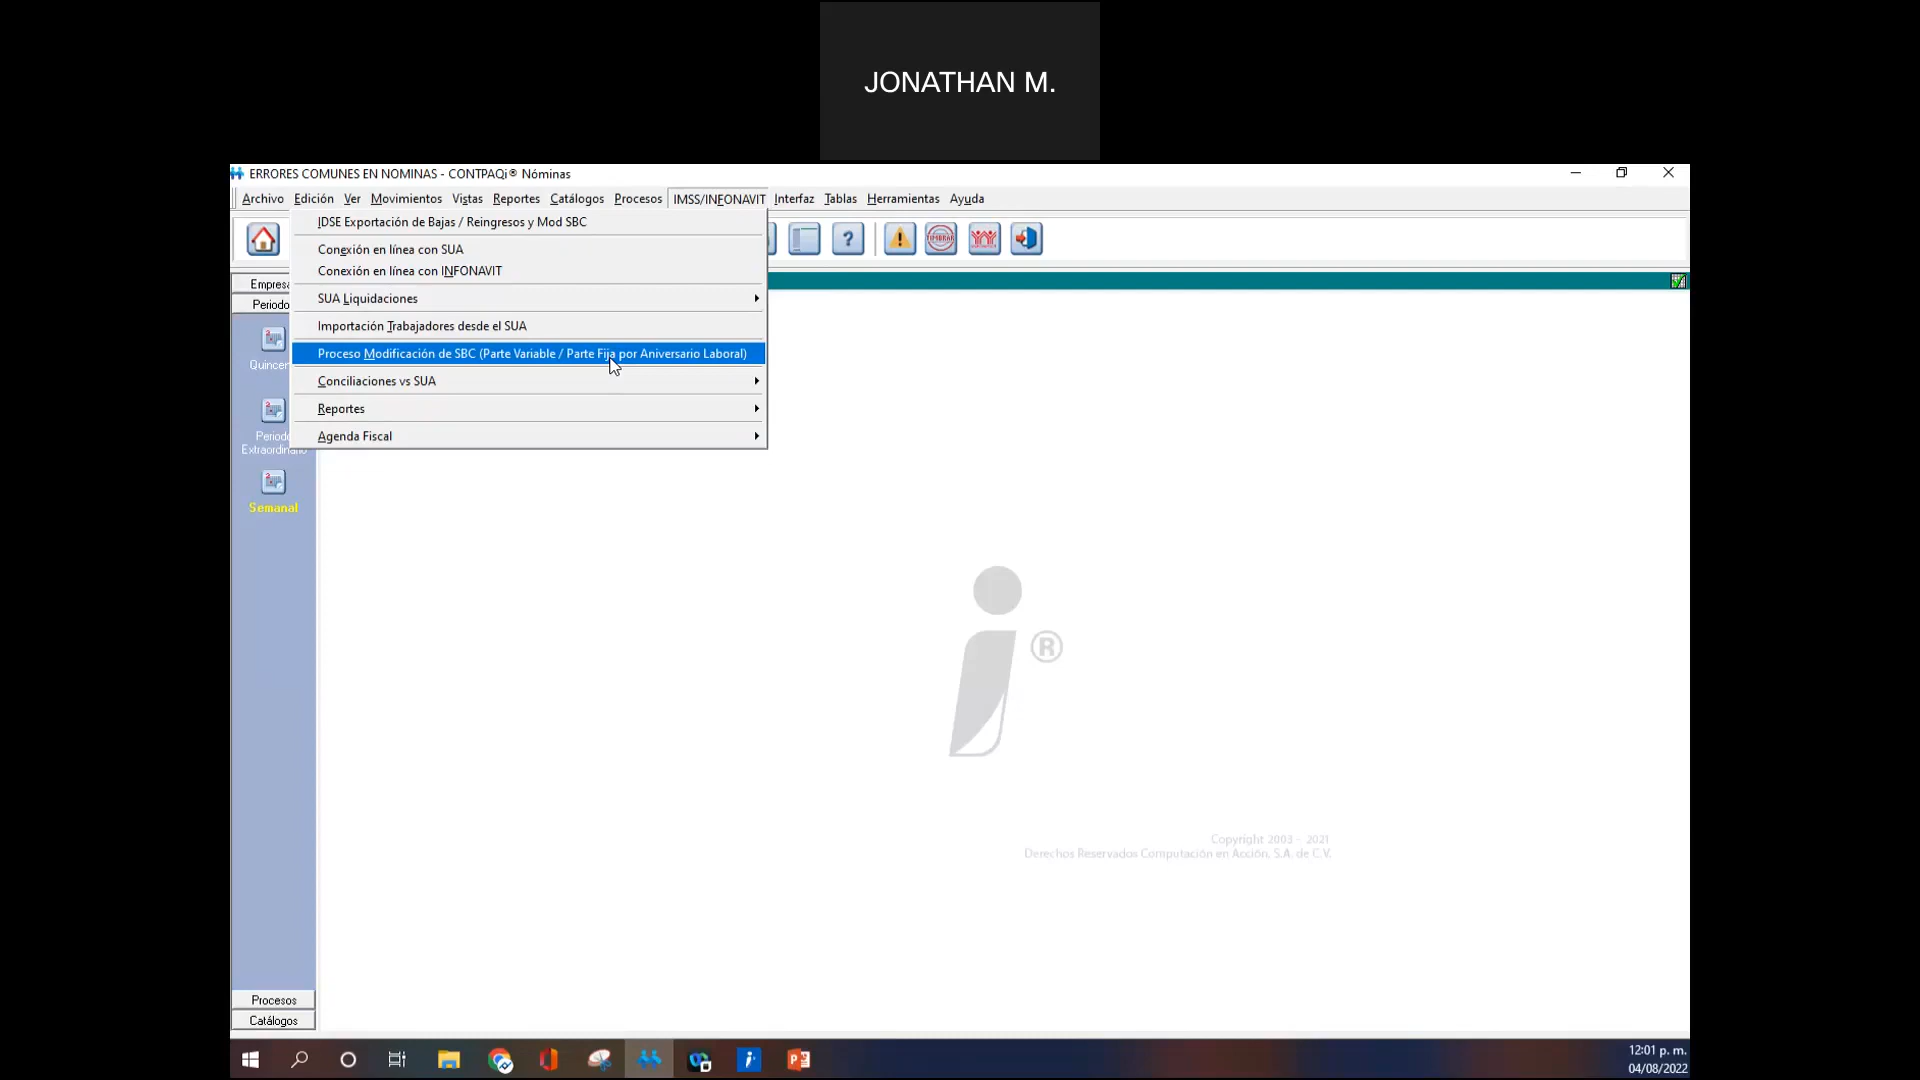 JONATHAN M.
ERRORES COMUNES EN NOMINAS - CONTPAQi® Nóminas
Archivo Edición Ver Movimientos Vistas Reportes Catálogos Procesos IMSS/INFONAVIT Interfaz Tablas Herramientas Ayuda
IDSE Exportación de Bajas / Reingresos y Mod SBC
Conexión en línea con SUA
Conexión en línea con INFONAVIT
SUA Liquidaciones
Importación Trabajadores desde el SUA
Proceso Modificación de SBC (Parte Variable / Parte Fija por Aniversario Laboral)
Conciliaciones vs SUA
Reportes
Agenda Fiscal
?
TIMBRAR
Empresa
Periodo
Quincen
Periodo
Extraordinario
Semanal
®
Copyright 2003 - 2021
Derechos Reservados Computación en Acción, S.A. de C.V.
Procesos
Catálogos
12:01 p. m.
04/08/2022